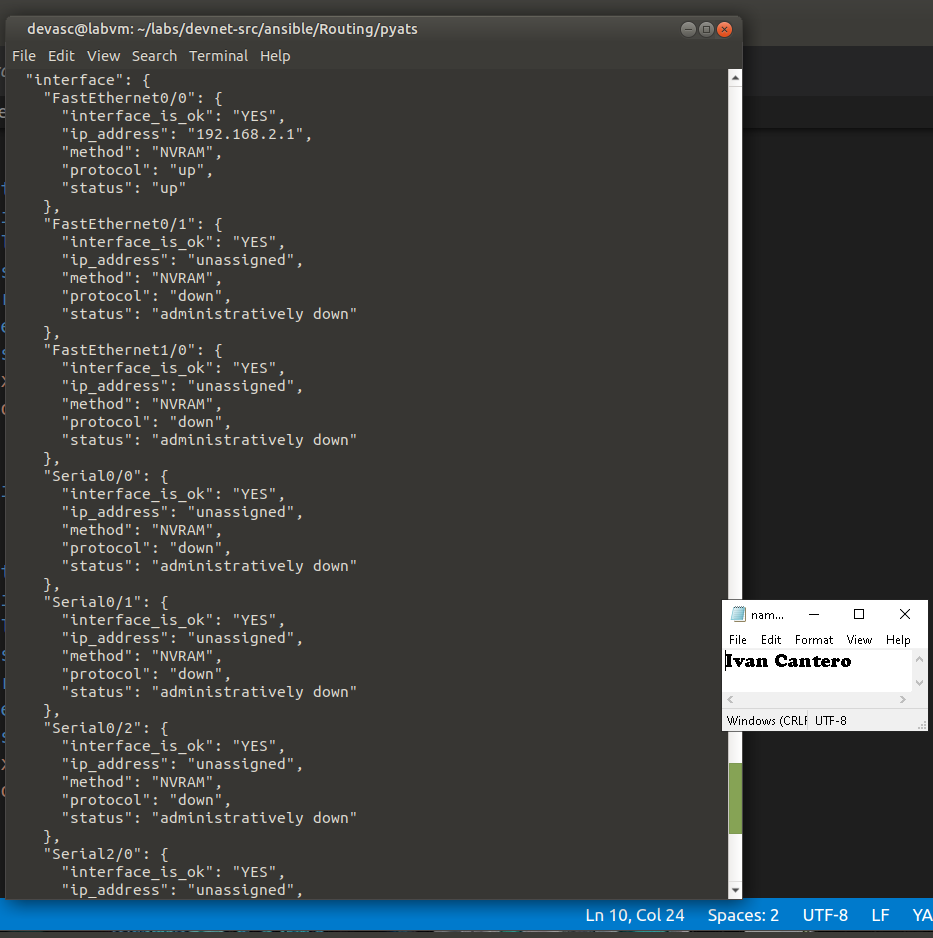 devasc@labvm: ~/labs/devnet-src/ansible/Routing/pyats
File Edit View Search Terminal Help
"interface": {
"FastEthernet0/0": {
"interface_is_ok": "YES",
"ip_address": "192.168.2.1",
"method": "NVRAM",
"protocol": "up",
"status": "up"
},
"FastEthernet0/1": {
"interface_is_ok": "YES",
"ip_address": "unassigned",
"method": "NVRAM",
"protocol": "down",
"status": "administratively down"
},
"FastEthernet1/0": {
"interface_is_ok": "YES",
"ip_address": "unassigned",
"method": "NVRAM",
"protocol": "down",
"status": "administratively down"
},
"Serial0/0": {
"interface_is_ok": "YES",
"ip_address": "unassigned",
"method": "NVRAM",
"protocol": "down",
"status": "administratively down"
},
"Serial0/1": {
"interface_is_ok": "YES",
"ip_address": "unassigned",
"method": "NVRAM",
"protocol": "down",
"status": "administratively down"
},
"Serial0/2": {
"interface_is_ok": "YES",
"ip_address": "unassigned",
"method": "NVRAM",
"protocol": "down",
"status": "administratively down"
},
"Serial2/0": {
"interface_is_ok": "YES",
"ip_address": "unassigned",
nam...
File Edit Format View Help
Ivan Cantero
Windows (CRLF UTF-8
Ln 10, Col 24 Spaces: 2 UTF-8 LF YA